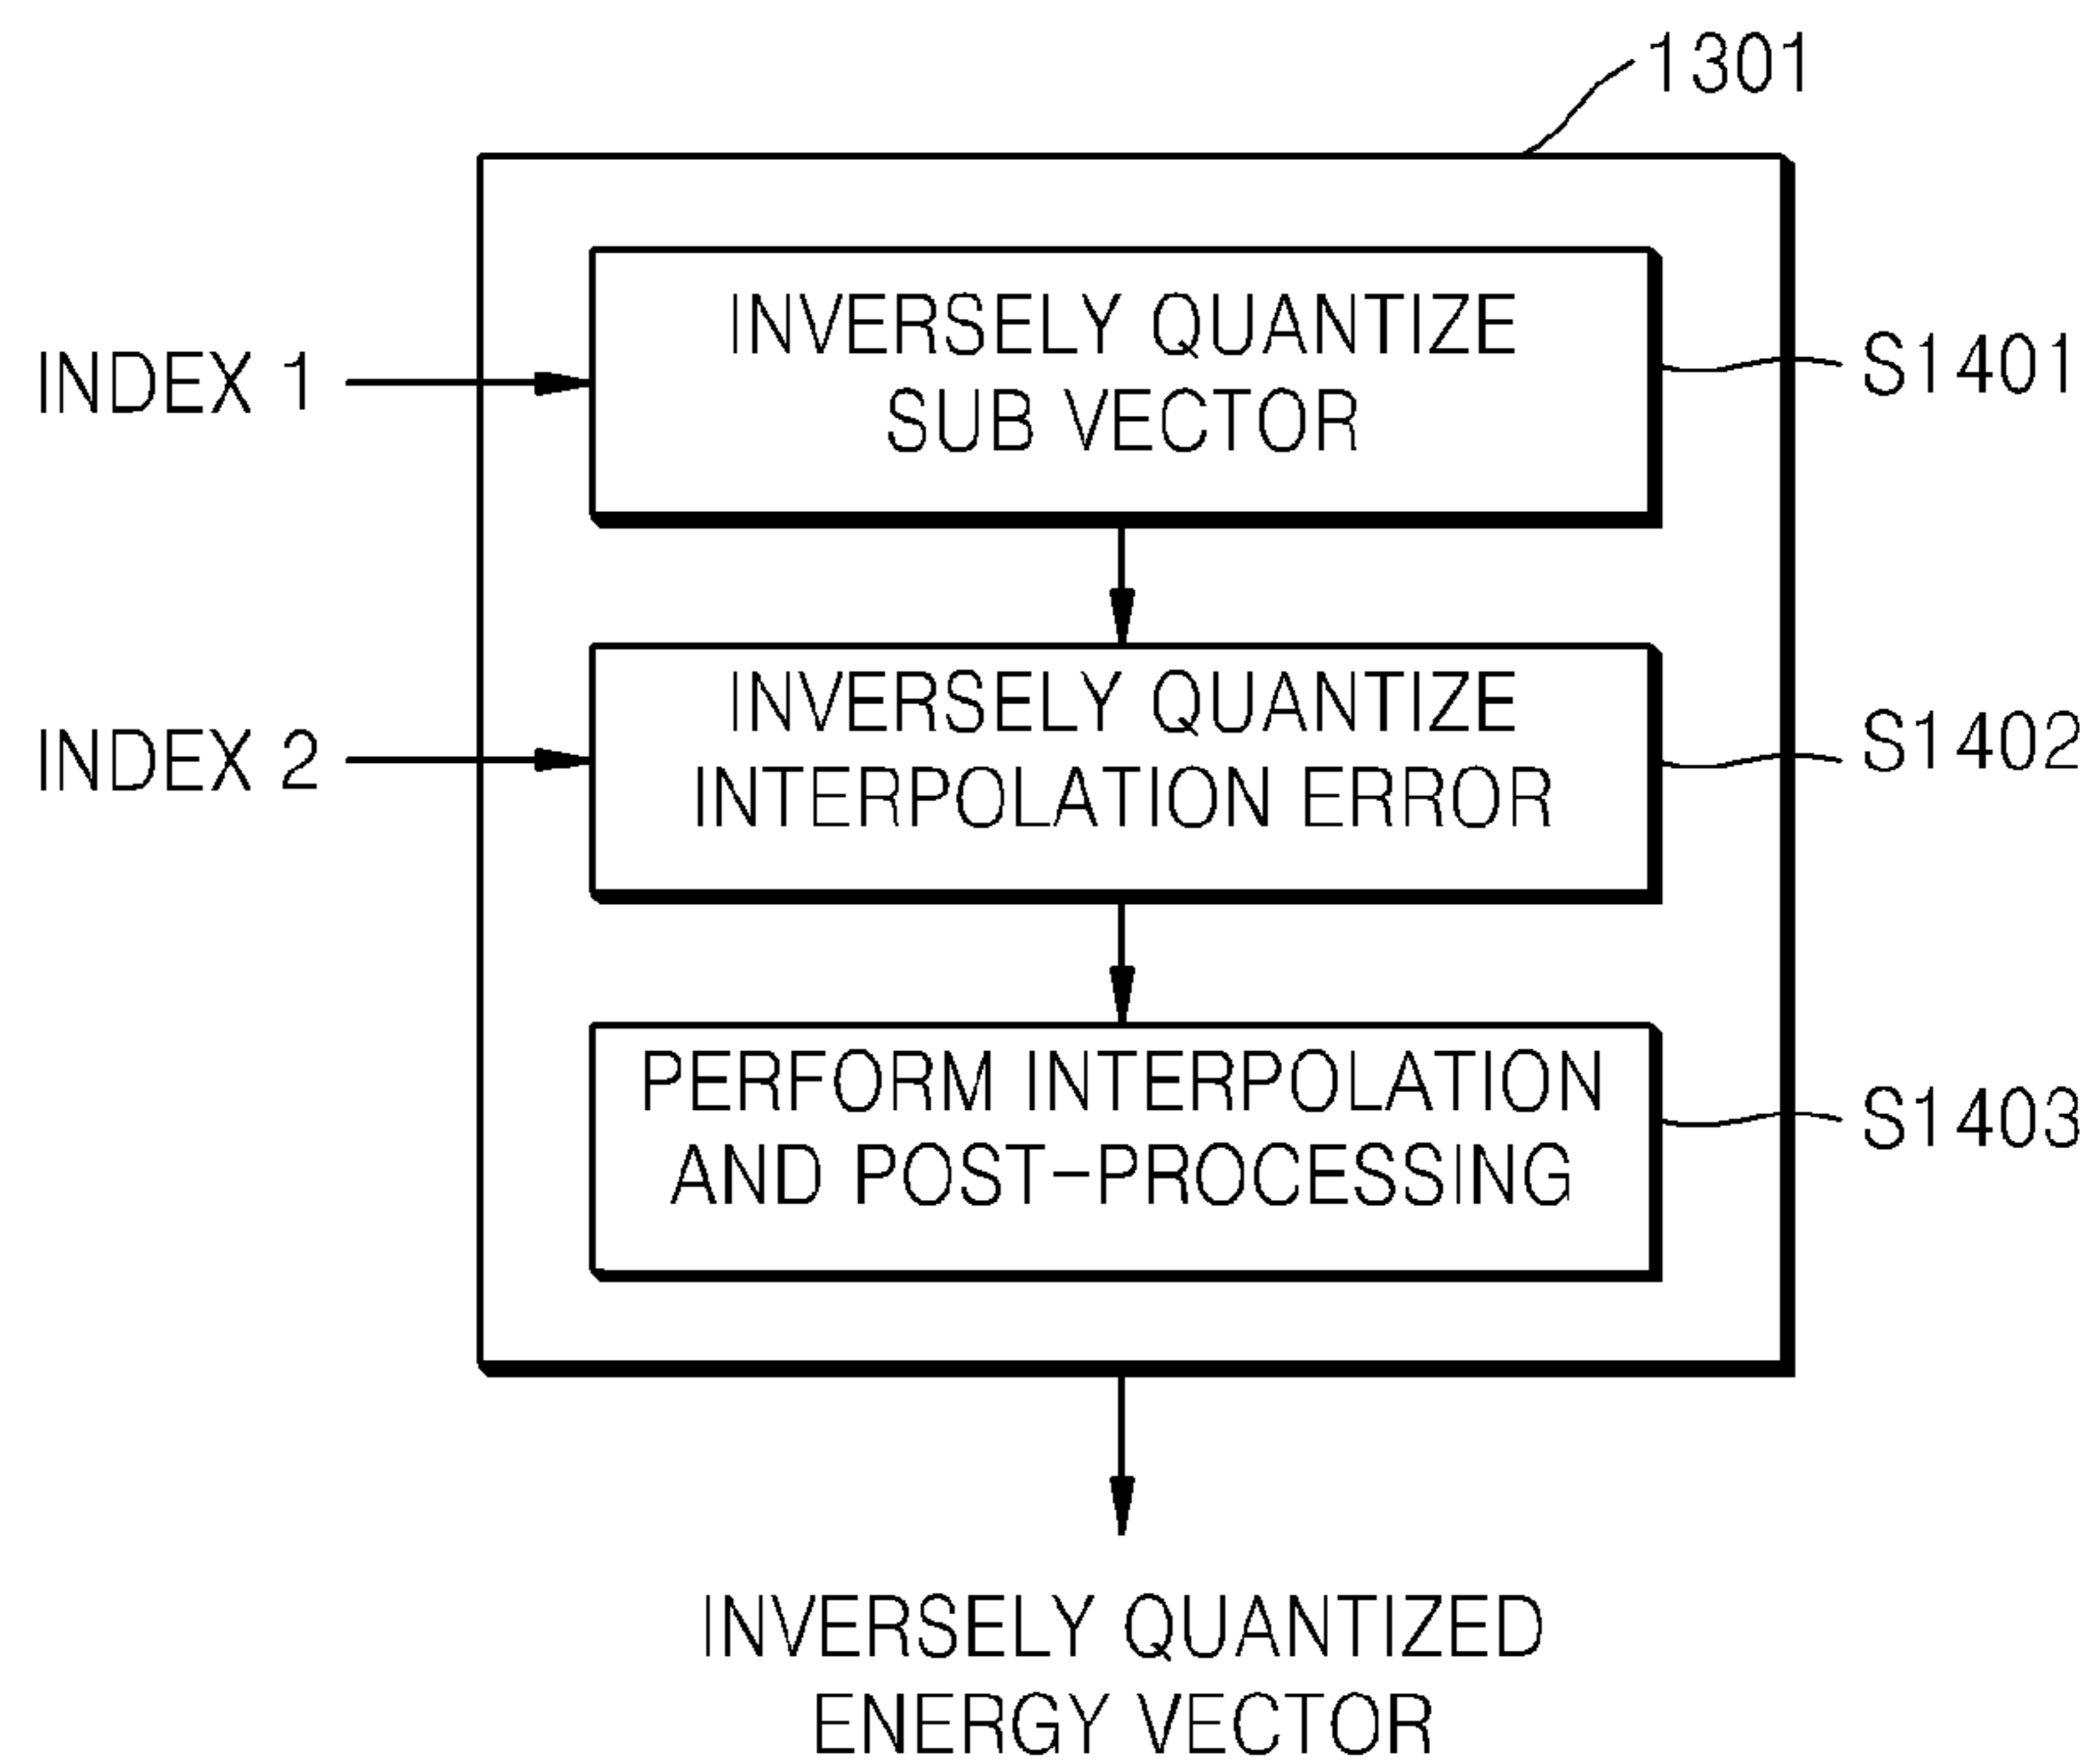 1301
INVERSELY QUANTIZE
SUB VECTOR
INDEX 1
S1401
INVERSELY QUANTIZE
INTERPOLATION ERROR
INDEX 2
S1402
PERFORM INTERPOLATION
AND POST-PROCESSING
S1403
INVERSELY QUANTIZED
ENERGY VECTOR